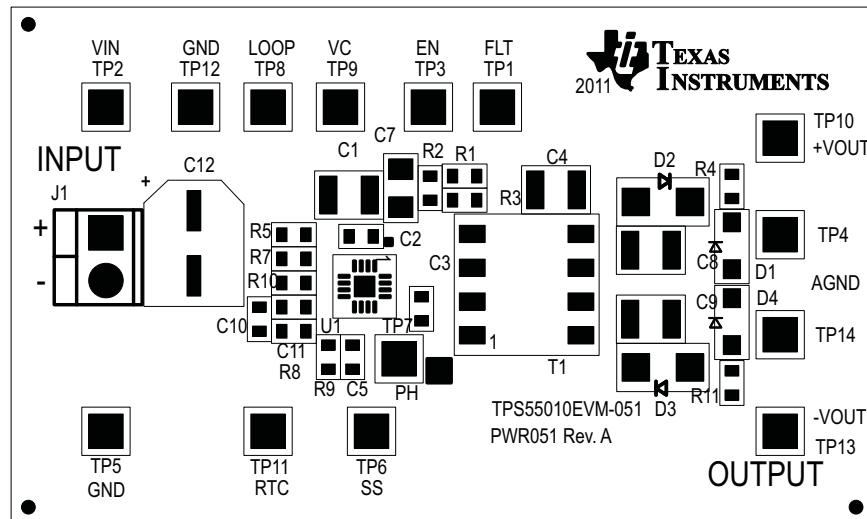 VIN
TP2
GND
TP12
LOOP
TP8
VC
TP9
EN
TP3
FLT
TP1
2011
TEXAS
INSTRUMENTS
TP10
+VOUT
INPUT
J1
+
-
+
C12
C1
C7
R2
R1
R3
C4
D2
R4
TP4
R5
R7
R10
C2
C3
C8
D1
AGND
C10
C11
R8
U1
TP7
1
1
T1
C9
D4
TP14
R9
C5
PH
D3
R11
TPS55010EVM-051
PWR051 Rev. A
-VOUT
TP13
OUTPUT
TP5
GND
TP11
RTC
TP6
SS